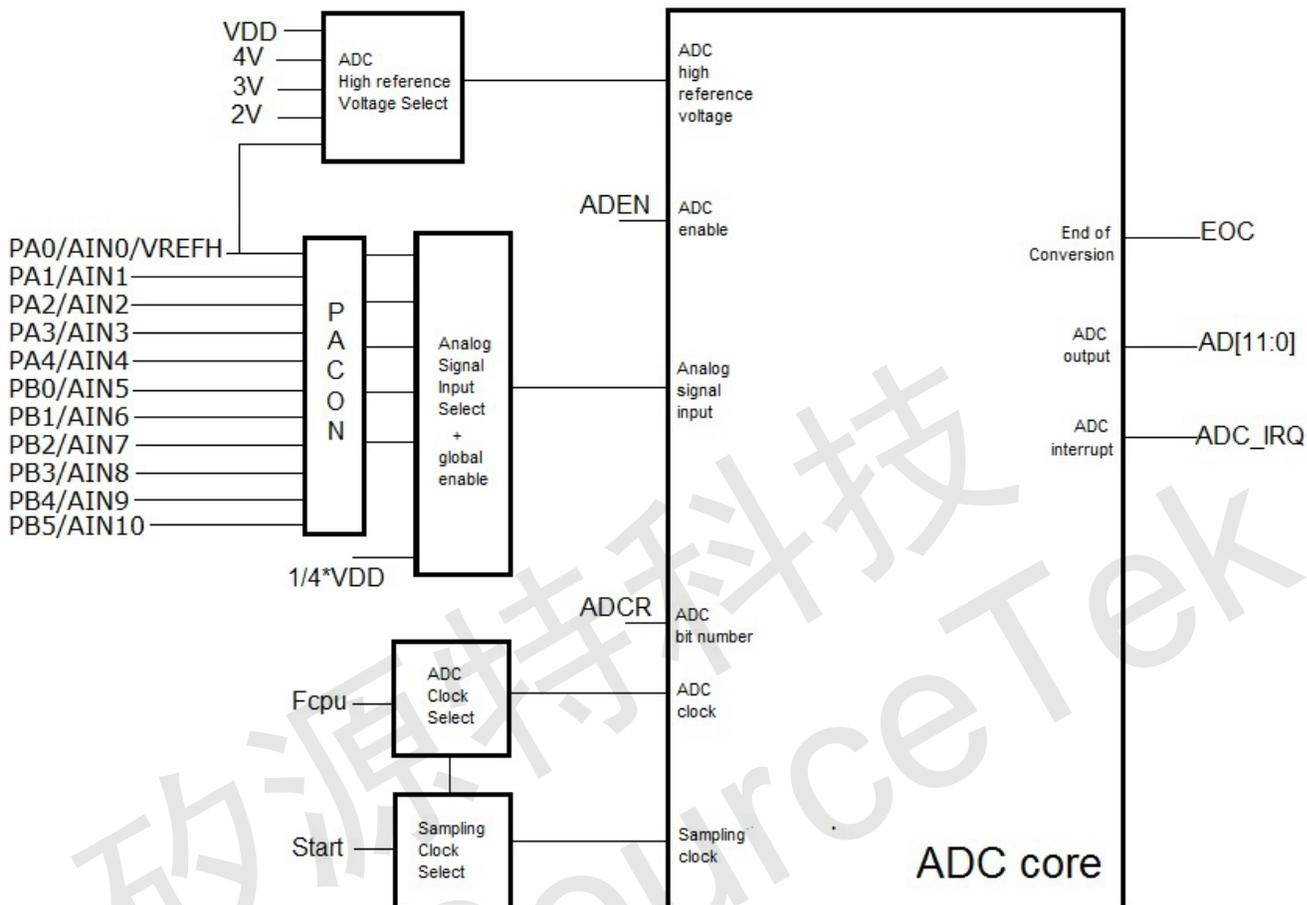 VDD
4V
3V
2V
ADC
High reference
Voltage Select
ADC
high
reference
voltage
ADEN
ADC
enable
PA0/AIN0/VREFH
PA1/AIN1
PA2/AIN2
PA3/AIN3
PA4/AIN4
PB0/AIN5
PB1/AIN6
PB2/AIN7
PB3/AIN8
PB4/AIN9
PB5/AIN10
P
A
C
O
N
Analog
Signal
Input
Select
+
global
enable
1/4*VDD
Analog
signal
input
End of
Conversion
EOC
ADC
output
AD[11:0]
ADC
interrupt
ADC_IRQ
ADCR
ADC
bit number
Fcpu
ADC
Clock
Select
ADC
clock
Start
Sampling
Clock
Select
Sampling
clock
ADC core
矽源特科技
ourceTek